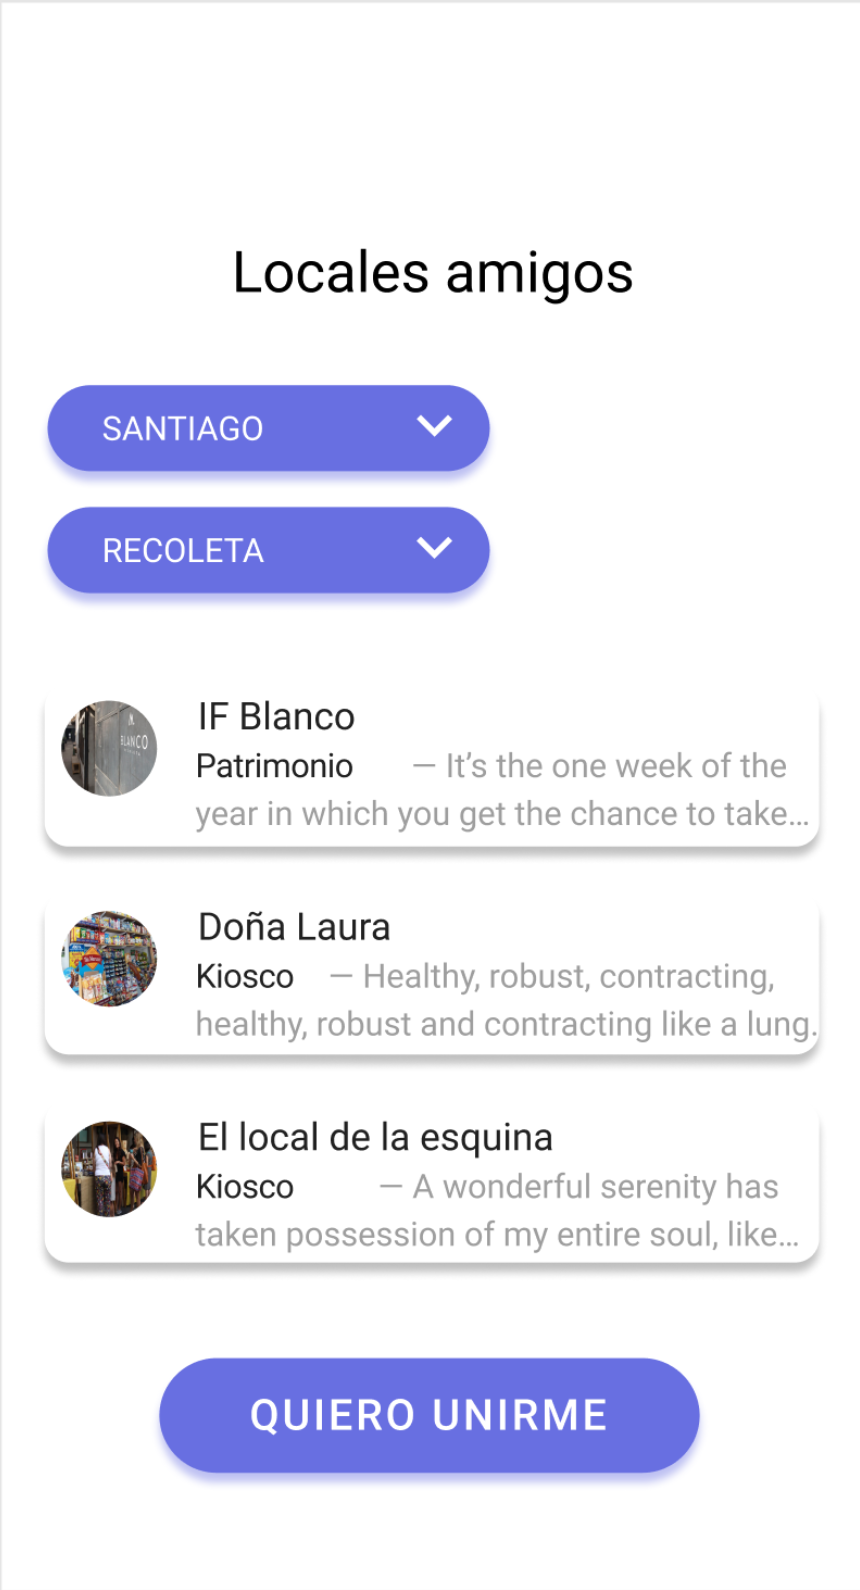 Locales amigos
SANTIAGO
RECOLETA
IF Blanco
BLANCO
Patrimonio — It’s the one week of the
year in which you get the chance to take…
Doña Laura
Kiosco — Healthy, robust, contracting,
healthy, robust and contracting like a lung.
El local de la esquina
Kiosco — A wonderful serenity has
taken possession of my entire soul, like…
QUIERO UNIRME